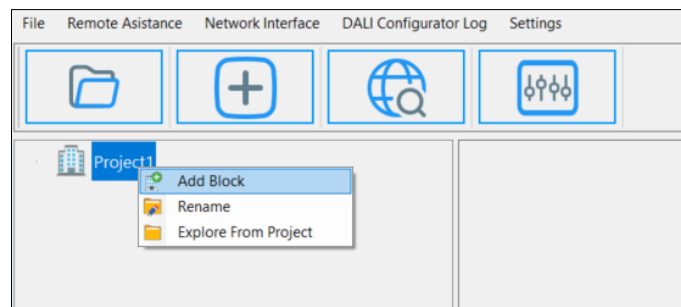 File Remote Asistance Network Interface DALI Configurator Log Settings
Project1
Add Block
Rename
Explore From Project